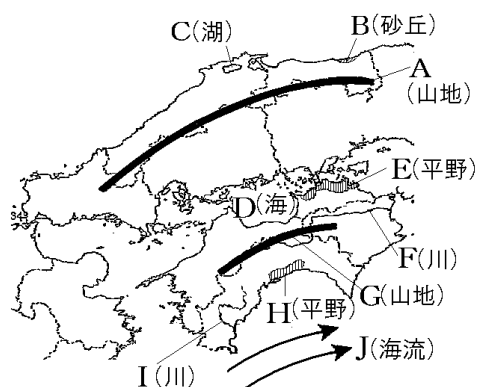 B(砂丘)
C(湖)
A
(山地)
E(平野)
D(海)
F(川)
G(山地)
H(平野)
J(海流)
I(川)